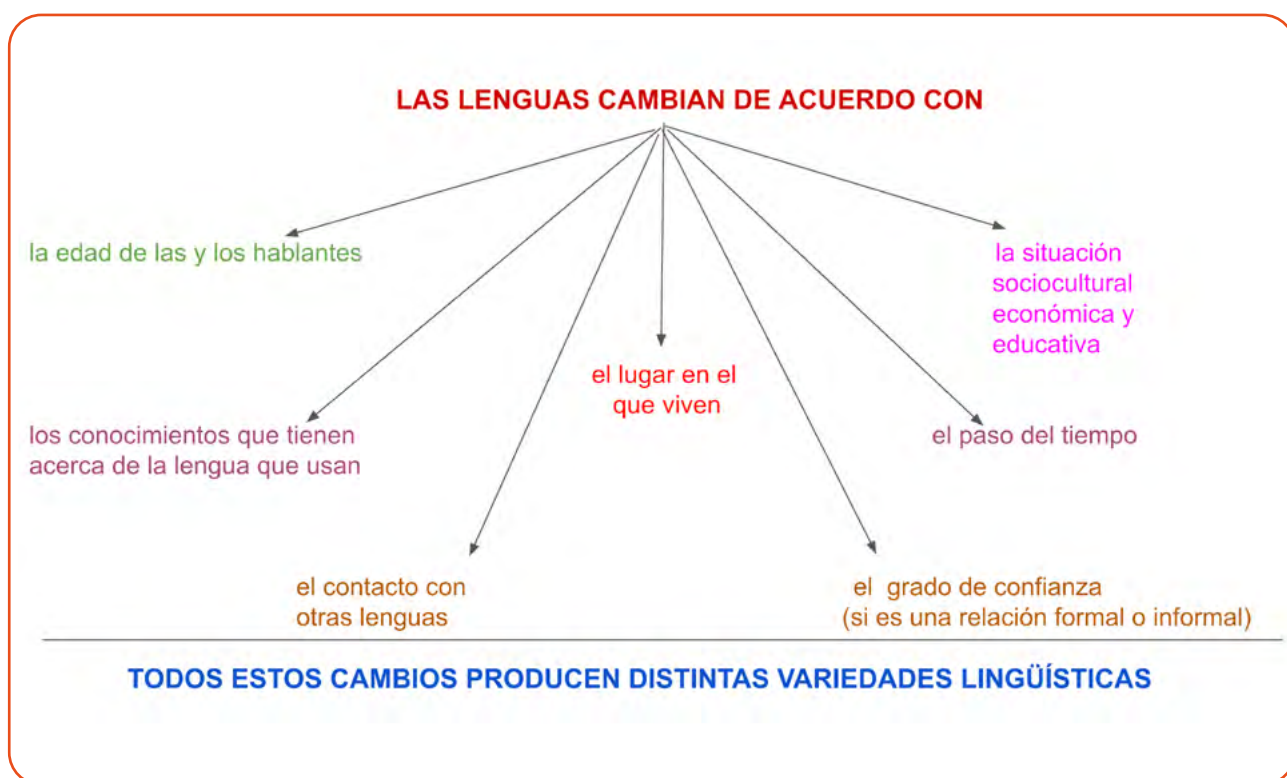 LAS LENGUAS CAMBIAN DE ACUERDO CON
la edad de las y los hablantes
la situación
sociocultural
económica y
educativa
el lugar en el
que viven
los conocimientos que tienen
acerca de la lengua que usan
el paso del tiempo
el contacto con
otras lenguas
el grado de confianza
(si es una relación formal o informal)
TODOS ESTOS CAMBIOS PRODUCEN DISTINTAS VARIEDADES LINGÜÍSTICAS